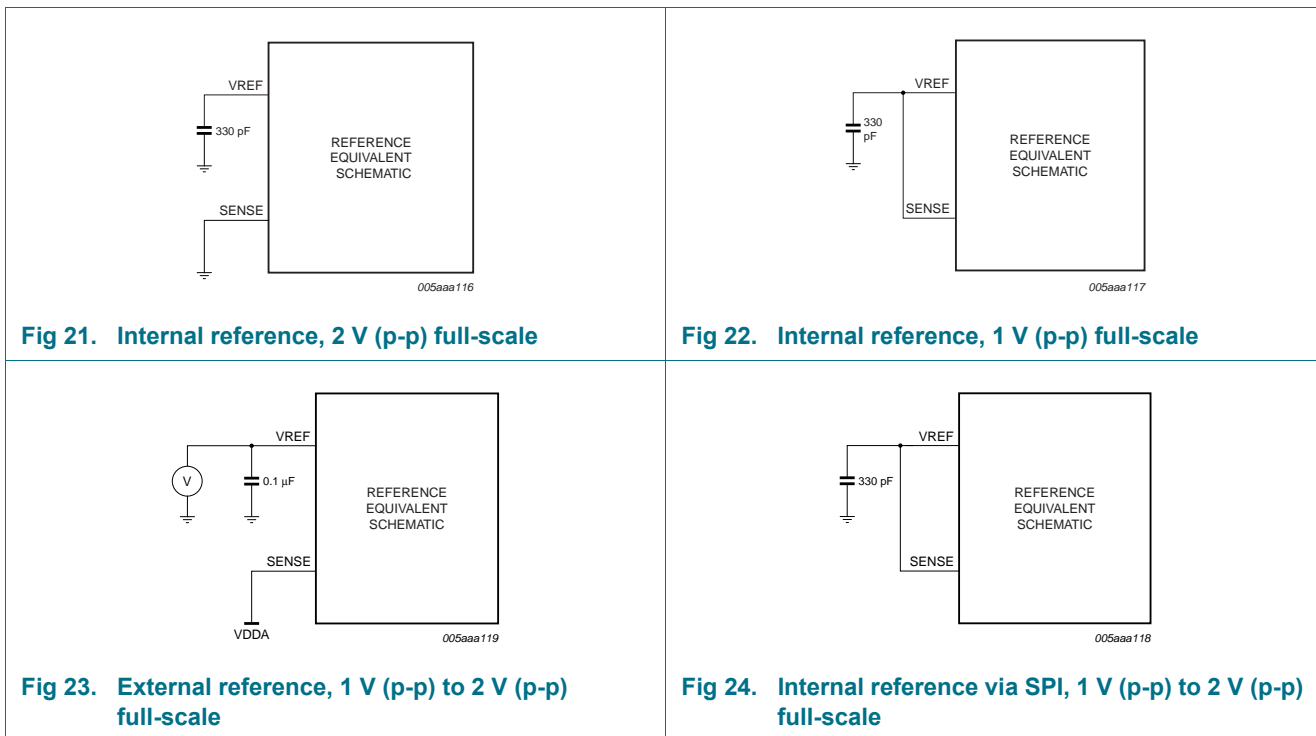 VREF
330 pF
REFERENCE
EQUIVALENT
SCHEMATIC
SENSE
005aaa116
Fig 21. Internal reference, 2 V (p-p) full-scale
VREF
330
pF
REFERENCE
EQUIVALENT
SCHEMATIC
SENSE
005aaa117
Fig 22. Internal reference, 1 V (p-p) full-scale
VREF
V
0.1 μF
REFERENCE
EQUIVALENT
SCHEMATIC
SENSE
VDDA
005aaa119
Fig 23. External reference, 1 V (p-p) to 2 V (p-p)
full-scale
VREF
330 pF
REFERENCE
EQUIVALENT
SCHEMATIC
SENSE
005aaa118
Fig 24. Internal reference via SPI, 1 V (p-p) to 2 V (p-p)
full-scale